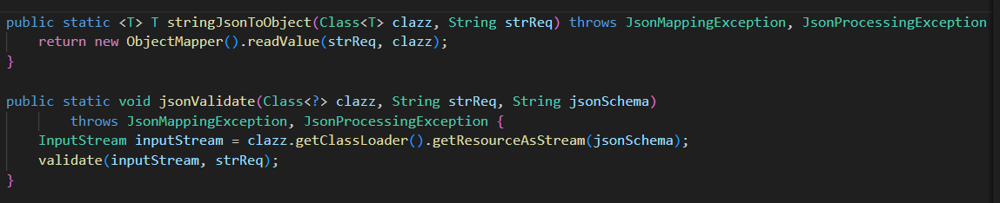 public static <T> T stringJsonToObject(Class<T> clazz, String strReq) throws JsonMappingException, JsonProcessingException
return new ObjectMapper().readValue(strReq, clazz);
}
public static void jsonValidate(Class<?> clazz, String strReq, String jsonSchema)
throws JsonMappingException, JsonProcessingException {
InputStream inputStream = clazz.getClassLoader().getResourceAsStream(jsonSchema);
validate(inputStream, strReq);
}